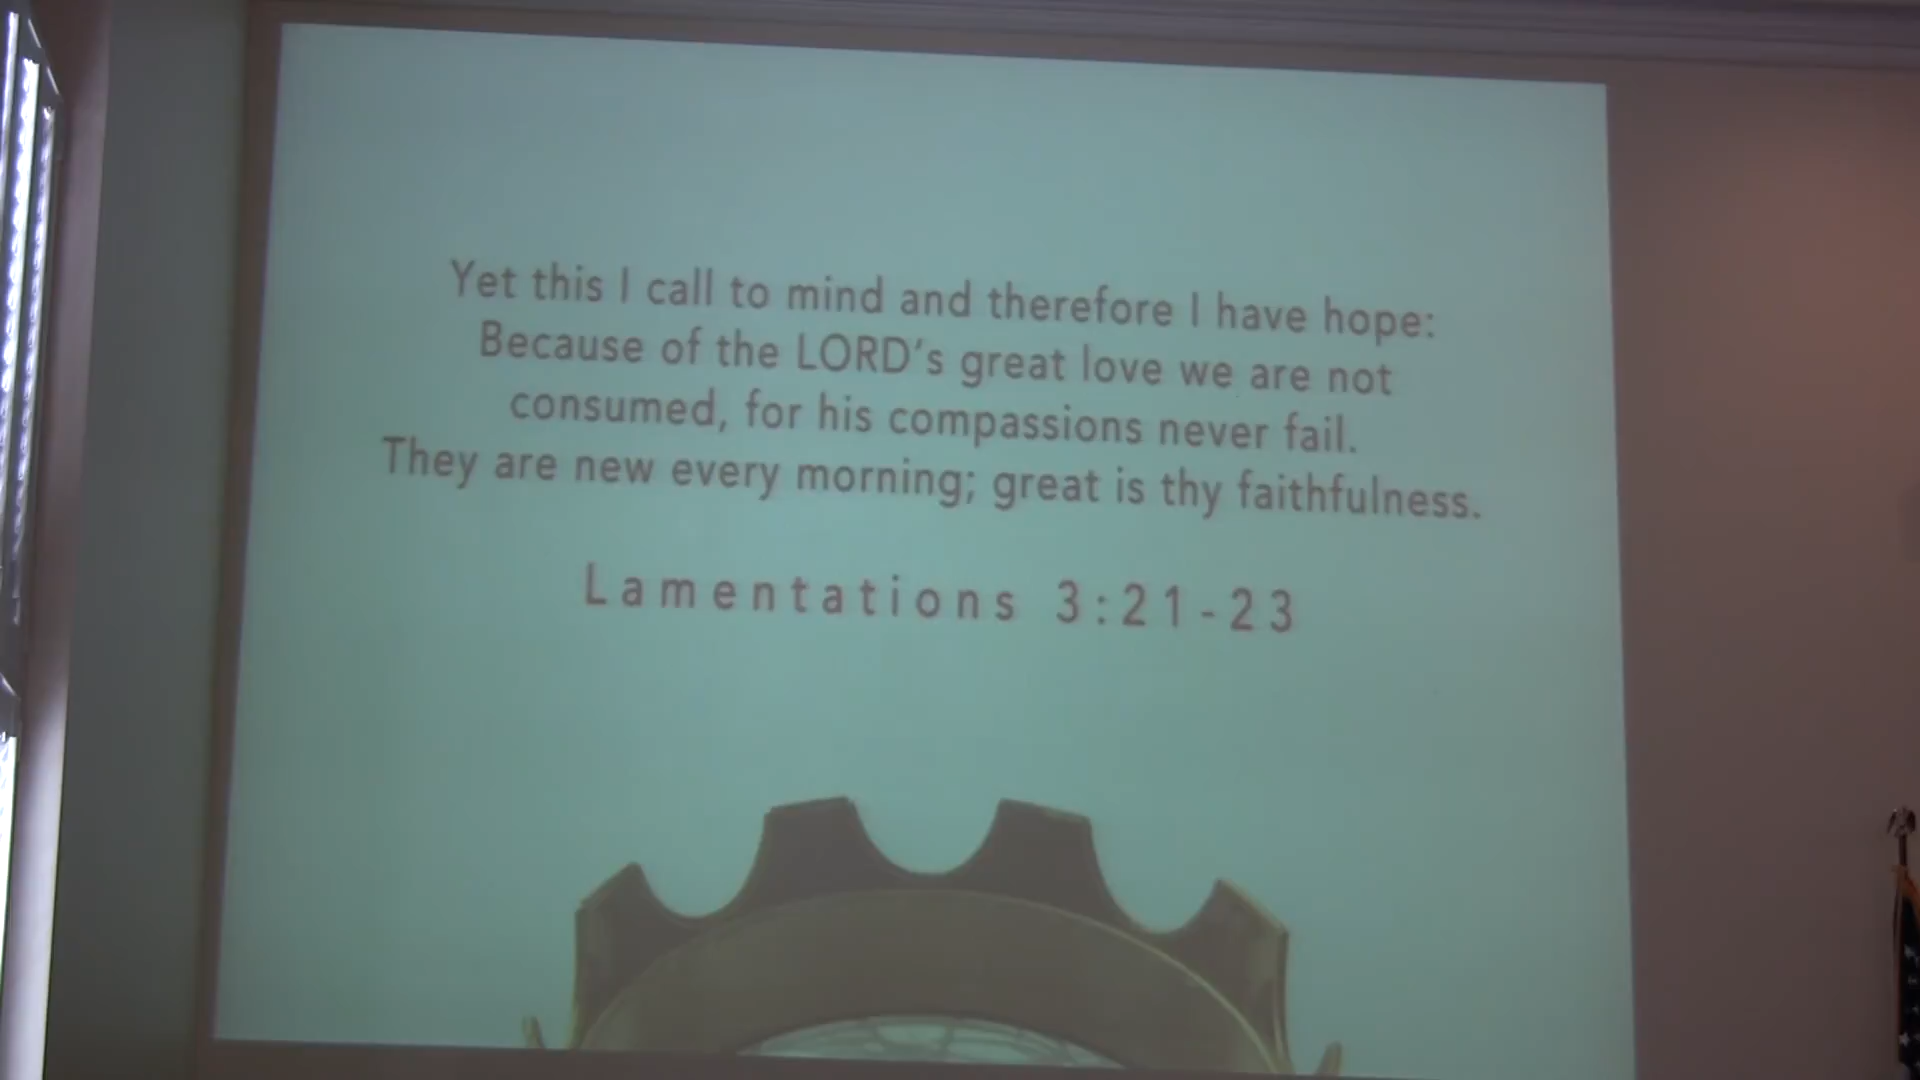 Yet this I call to mind and therefore I have hope:
Because of the LORD's great love we are not
consumed, for his compassions never fail.
They are new every morning; great is thy faithfulness.
Lamentations 3:21-23